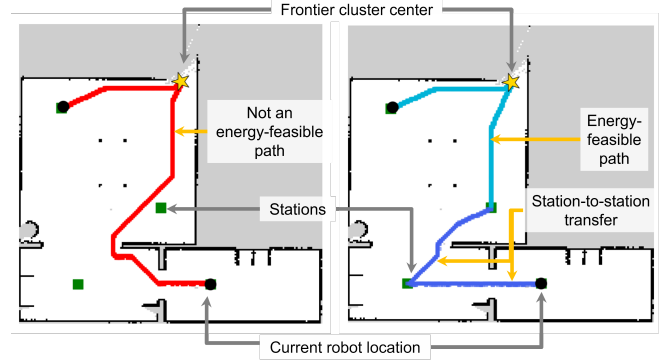 Frontier cluster center
Not an
energy-feasible
path
Energy-
feasible
path
Stations
Station-to-station
transfer
Current robot location